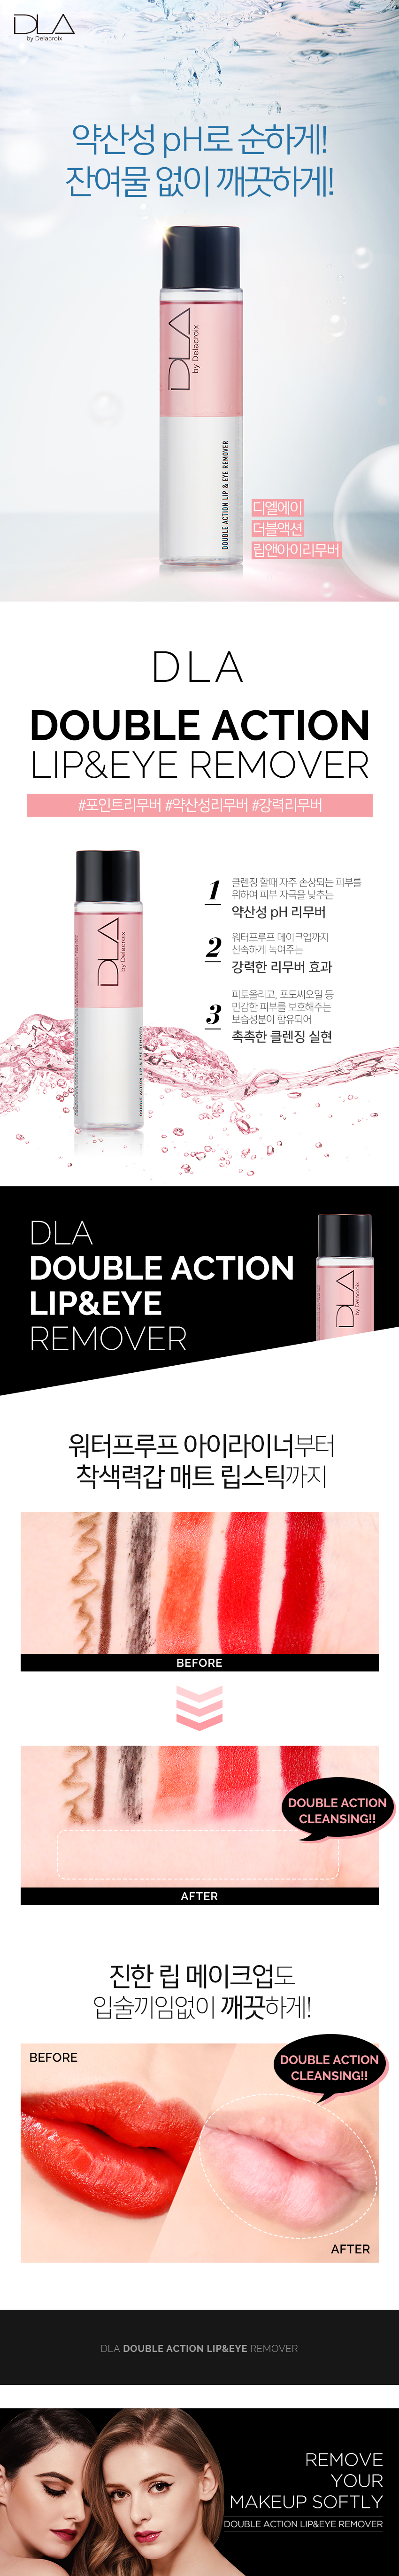 DLA
by Delacroix
약산성 pH로 순하게!
잔여물 없이 깨끗하게!
DLA
by Delacroix
DOUBLE ACTION LIP & EYE REMOVER
디엘에이
더블액션
립앤아이리무버
DLA
DOUBLE ACTION
LIP&EYE REMOVER
#포인트리무버 #약산성리무버 #강력리무버
DLA
by Delacroix
DOUBLE ACTION LIP & EYE REMOVER
1
클렌징 할때 자주 손상되는 피부를
위하여 피부 자극을 낮추는
약산성 pH 리무버
2
워터프루프 메이크업까지
신속하게 녹여주는
강력한 리무버 효과
3
피토올리고, 포도씨오일 등
민감한 피부를 보호해주는
보습성분이 함유되어
촉촉한 클렌징 실현
DLA
DOUBLE ACTION
LIP&EYE
REMOVER
DLA
by Delacroix
워터프루프 아이라이너부터
착색력갑 매트 립스틱까지
BEFORE
DOUBLE ACTION
CLEANSING!!
AFTER
진한 립 메이크업도
입술끼임없이 깨끗하게!
BEFORE
DOUBLE ACTION
CLEANSING!!
AFTER
DLA DOUBLE ACTION LIP&EYE REMOVER
REMOVE
YOUR
MAKEUP SOFTLY
DOUBLE ACTION LIP&EYE REMOVER